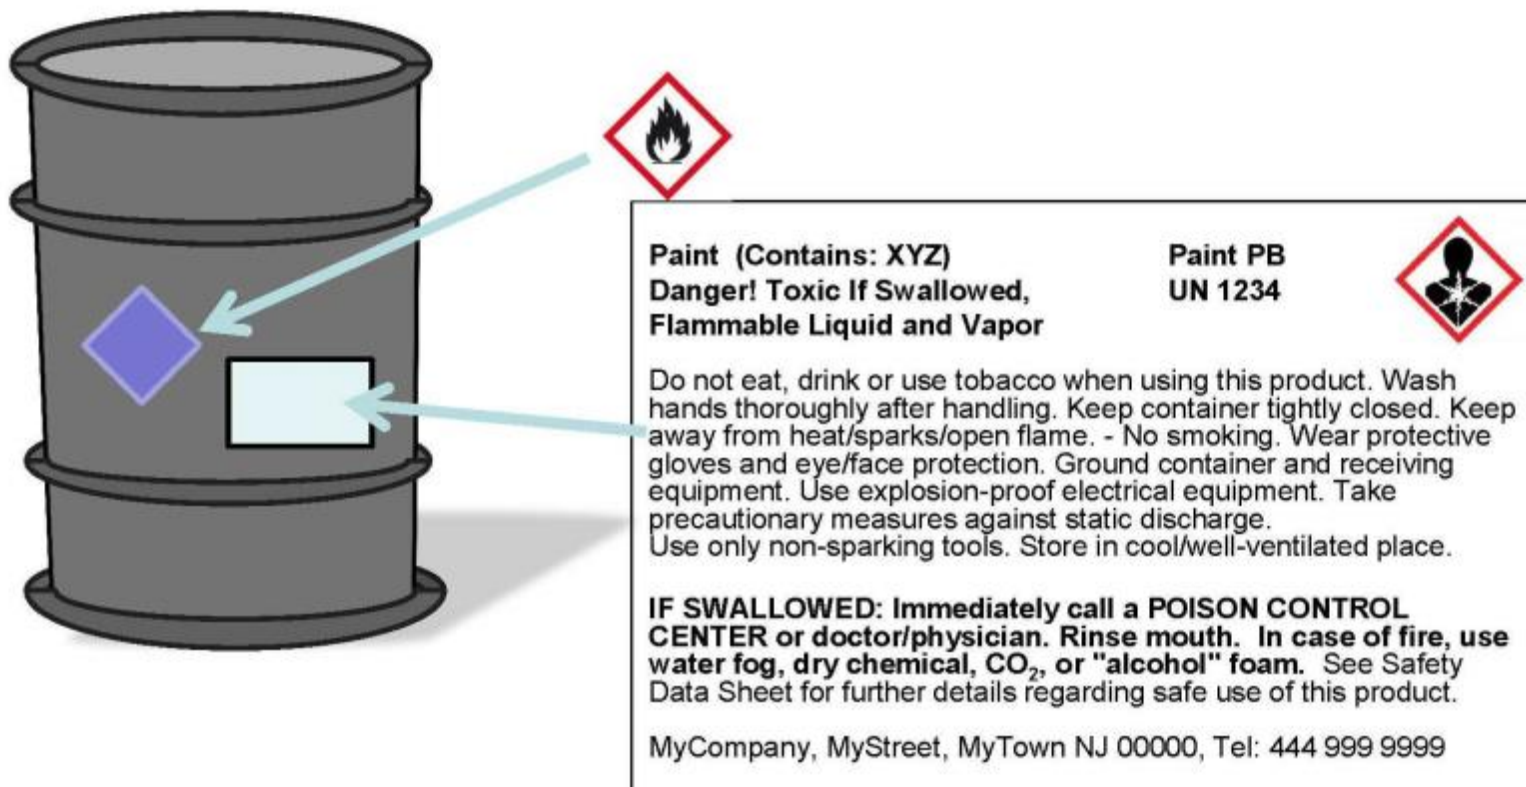 Paint (Contains: XYZ)
Paint PB
Danger! Toxic If Swallowed,
UN 1234
Flammable Liquid and Vapor
Do not eat, drink or use tobacco when using this product. Wash
hands thoroughly after handling. Keep container tightly closed. Keep
away from heat/sparks/open flame. - No smoking. Wear protective
gloves and eye/face protection. Ground container and receiving
equipment. Use explosion-proof electrical equipment. Take
precautionary measures against static discharge.
Use only non-sparking tools. Store in cool/well-ventilated place.
IF SWALLOWED: Immediately call a POISON CONTROL
CENTER or doctor/physician. Rinse mouth. In case of fire, use
water fog, dry chemical, CO₂, or "alcohol" foam. See Safety
Data Sheet for further details regarding safe use of this product.
MyCompany, MyStreet, MyTown NJ 00000, Tel: 444 999 9999